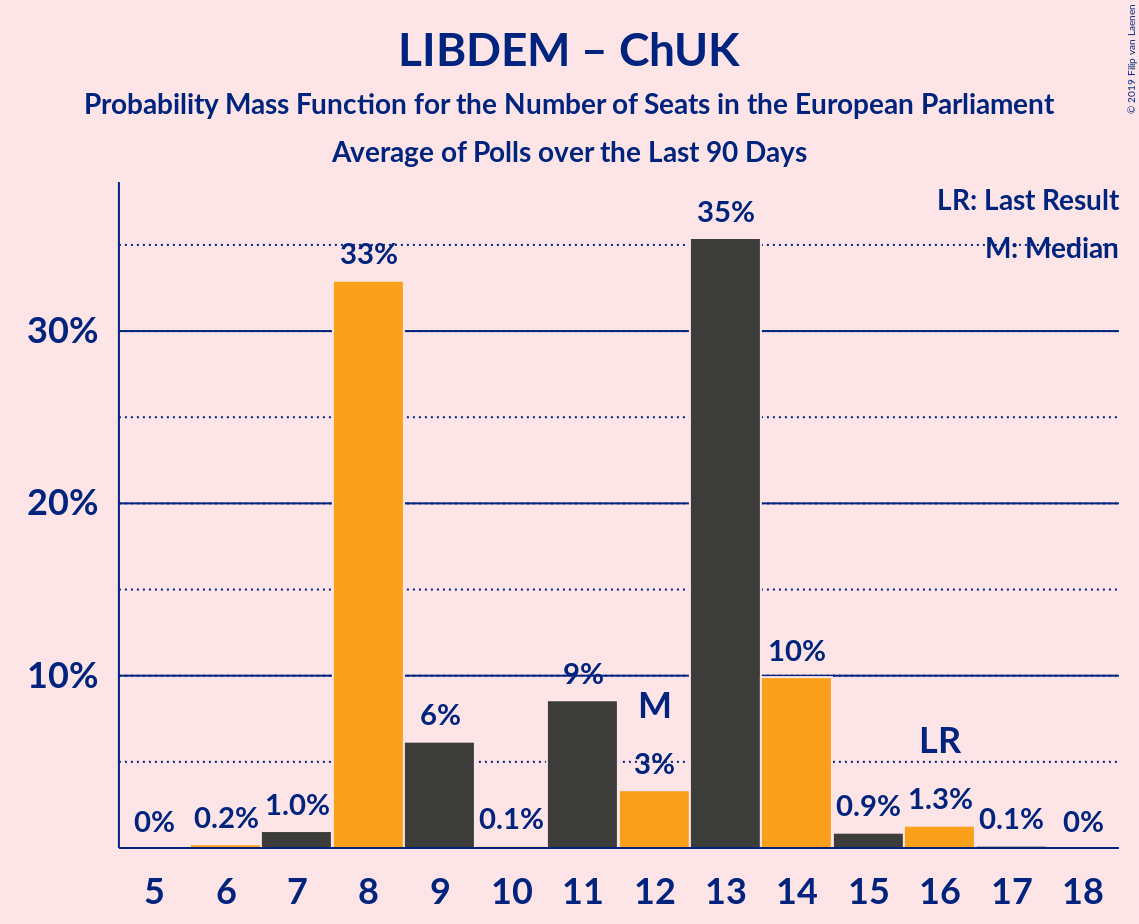 LIBDEM – ChUK
Probability Mass Function for the Number of Seats in the European Parliament
Average of Polls over the Last 90 Days
© 2019 Filip van Laenen
LR: Last Result
M: Median
35%
33%
30%
20%
10%
10%
9%
6%
M
3%
LR
0%
0.2%
1.0%
0.1%
0.9%
1.3%
0.1%
0%
5 6 7 8 9 10 11 12 13 14 15 16 17 18